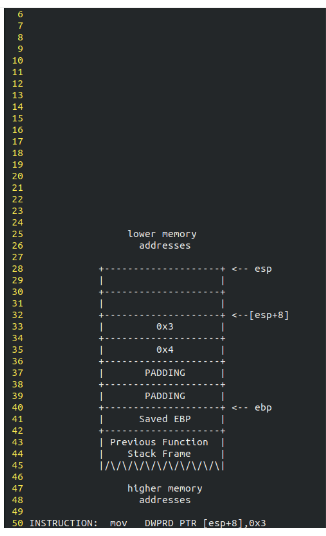 6
7
8
9
10
11
12
13
14
15
16
17
18
19
20
21
22
23
24
25 lower memory
26 addresses
27
28 +--------------------+ <-- esp
29 | |
30 +--------------------+
31 | |
32 +--------------------+ <--[esp+8]
33 | 0x3 |
34 +--------------------+
35 | 0x4 |
36 +--------------------+
37 | PADDING |
38 +--------------------+
39 | PADDING |
40 +--------------------+ <-- ebp
41 | Saved EBP |
42 +--------------------+
43 | Previous Function |
44 | Stack Frame |
45 |/\/\/\/\/\/\/\/\/\/\|
46
47 higher memory
48 addresses
49
50 INSTRUCTION: mov DWPRD PTR [esp+8],0x3